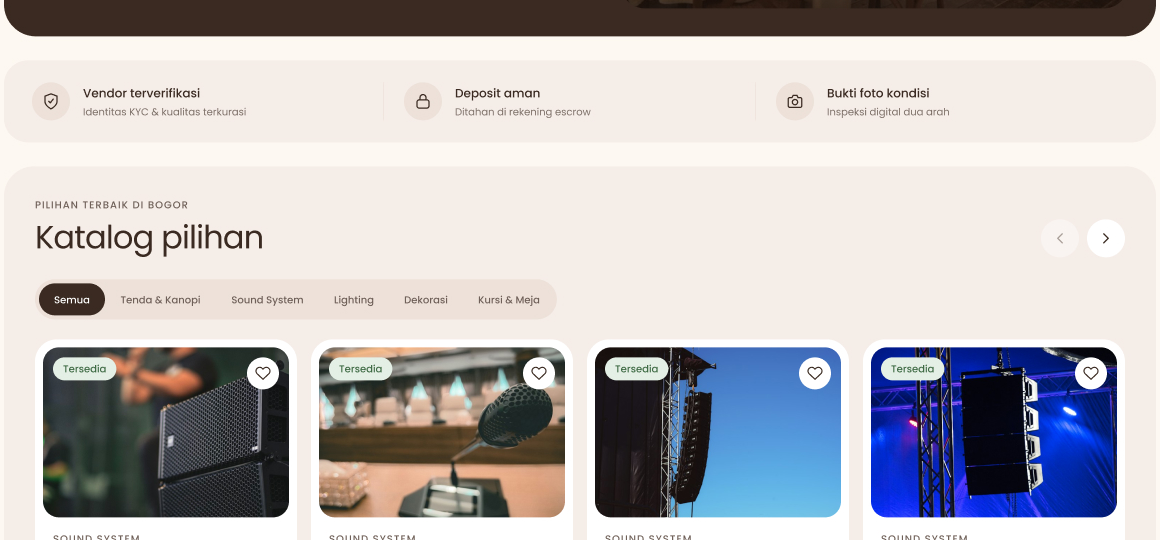 Vendor terverifikasi
Identitas KYC & kualitas terkurasi
Deposit aman
Ditahan di rekening escrow
Bukti foto kondisi
Inspeksi digital dua arah
PILIHAN TERBAIK DI BOGOR
Katalog pilihan
Semua
Tenda & Kanopi
Sound System
Lighting
Dekorasi
Kursi & Meja
Tersedia
Tersedia
Tersedia
Tersedia
SOUND SYSTEM
SOUND SYSTEM
SOUND SYSTEM
SOUND SYSTEM